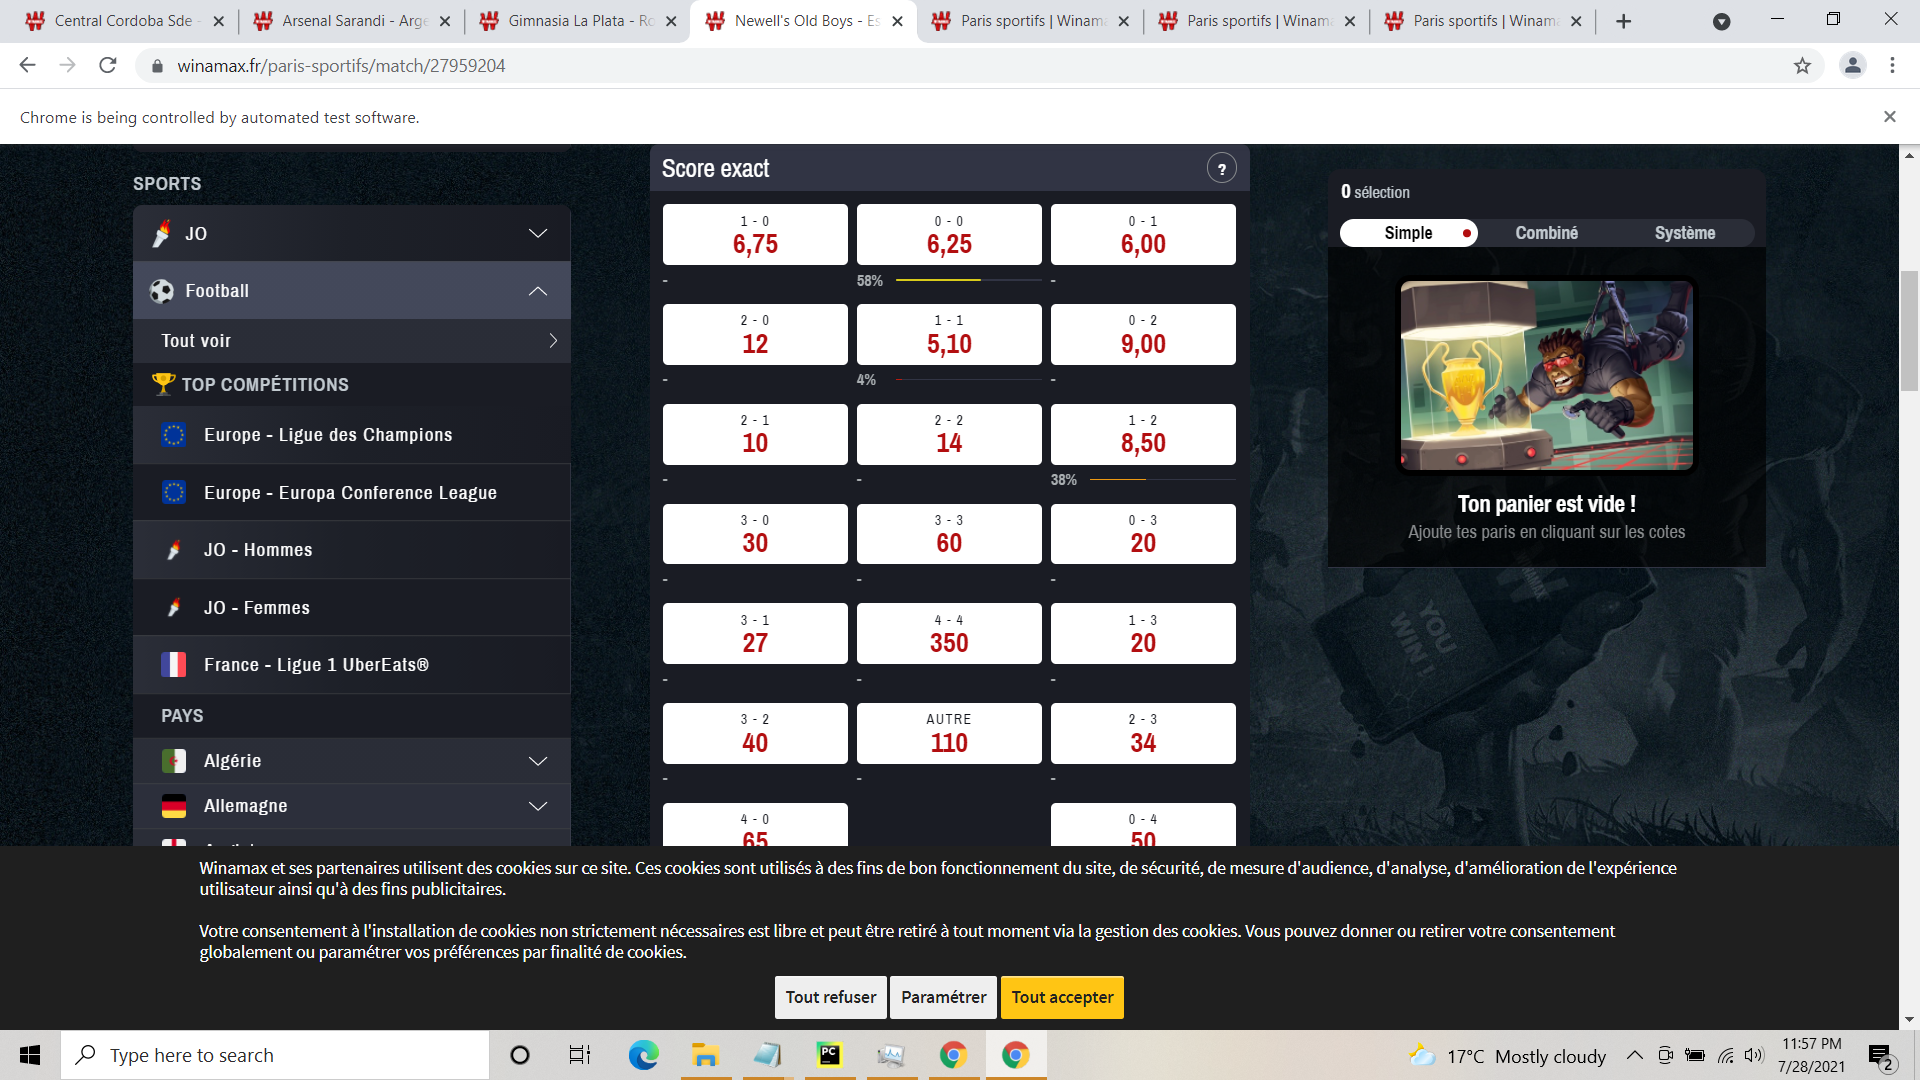 Central Cordoba Sde -
Arsenal Sarandi - Arge
Gimnasia La Plata - Ro
Newell's Old Boys - Es
Paris sportifs | Winam
Paris sportifs | Winam
Paris sportifs | Winam
winamax.fr/paris-sportifs/match/27959204
Chrome is being controlled by automated test software.
SPORTS
JO
Football
Tout voir
TOP COMPÉTITIONS
Europe - Ligue des Champions
Europe - Europa Conference League
JO - Hommes
JO - Femmes
France - Ligue 1 UberEats®
PAYS
Algérie
Allemagne
Score exact
?
1 - 0
6,75
0 - 0
6,25
0 - 1
6,00
-
58%
-
2 - 0
12
1 - 1
5,10
0 - 2
9,00
-
4%
-
2 - 1
10
2 - 2
14
1 - 2
8,50
-
-
38%
3 - 0
30
3 - 3
60
0 - 3
20
-
-
-
3 - 1
27
4 - 4
350
1 - 3
20
-
-
-
3 - 2
40
AUTRE
110
2 - 3
34
-
-
-
4 - 0
65
0 - 4
50
0 sélection
Simple
Combiné
Système
Ton panier est vide !
Ajoute tes paris en cliquant sur les cotes
YOU
WIN !
Winamax et ses partenaires utilisent des cookies sur ce site. Ces cookies sont utilisés à des fins de bon fonctionnement du site, de sécurité, de mesure d'audience, d'analyse, d'amélioration de l'expérience
utilisateur ainsi qu'à des fins publicitaires.
Votre consentement à l'installation de cookies non strictement nécessaires est libre et peut être retiré à tout moment via la gestion des cookies. Vous pouvez donner ou retirer votre consentement
globalement ou paramétrer vos préférences par finalité de cookies.
Tout refuser
Paramétrer
Tout accepter
Type here to search
PC
17°C Mostly cloudy
11:57 PM
7/28/2021
2